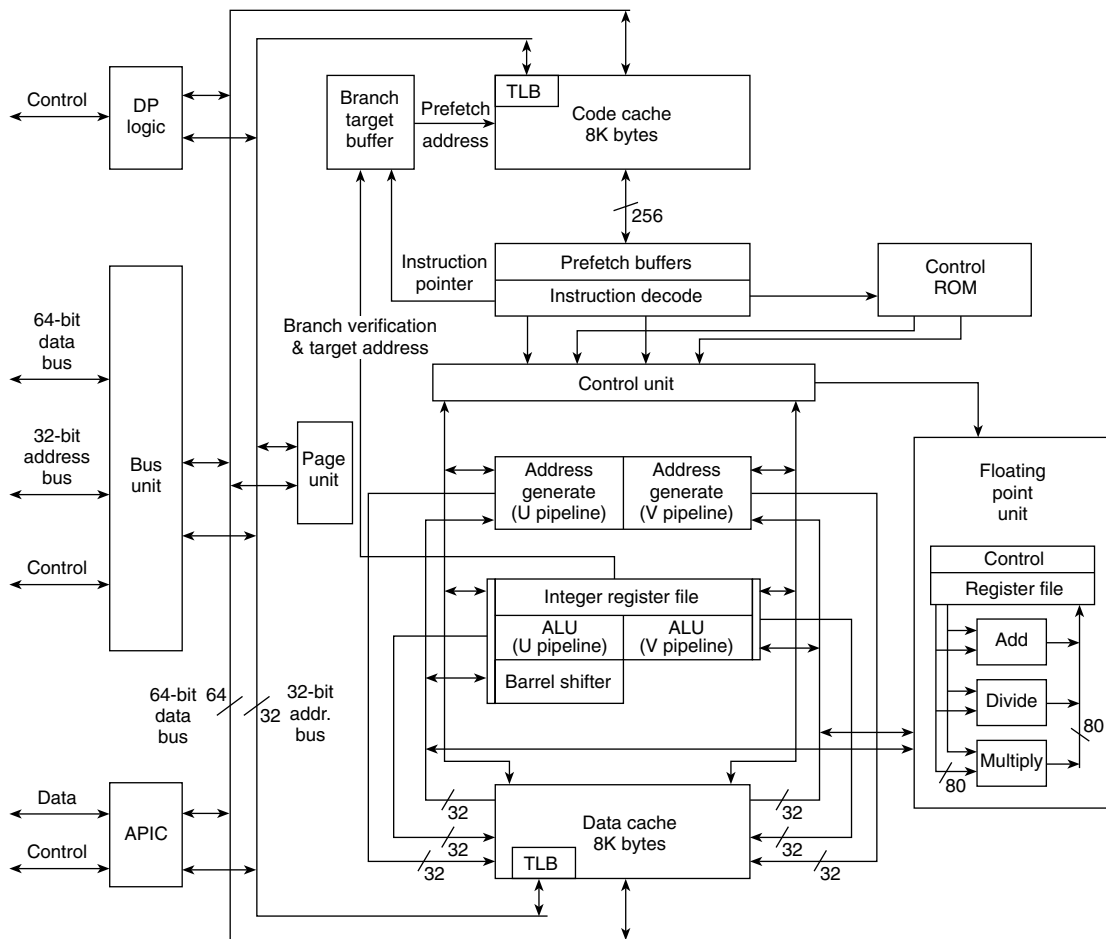 TLB
Code cache
8K bytes
Branch
target
buffer
Prefetch
address
Control
DP
logic
256
Prefetch buffers
Instruction decode
Instruction
pointer
Control
ROM
Branch verification
& target address
64-bit
data
bus
Control unit
32-bit
address
bus
Bus
unit
Page
unit
Address
generate
(U pipeline)
Address
generate
(V pipeline)
Floating
point
unit
Control
Control
Register file
Integer register file
ALU
(U pipeline)
ALU
(V pipeline)
Barrel shifter
Add
Divide
Multiply
80
80
64-bit
data
bus
64
32
32-bit
addr.
bus
Data
Control
APIC
Data cache
8K bytes
TLB
32
32
32
32
32
32